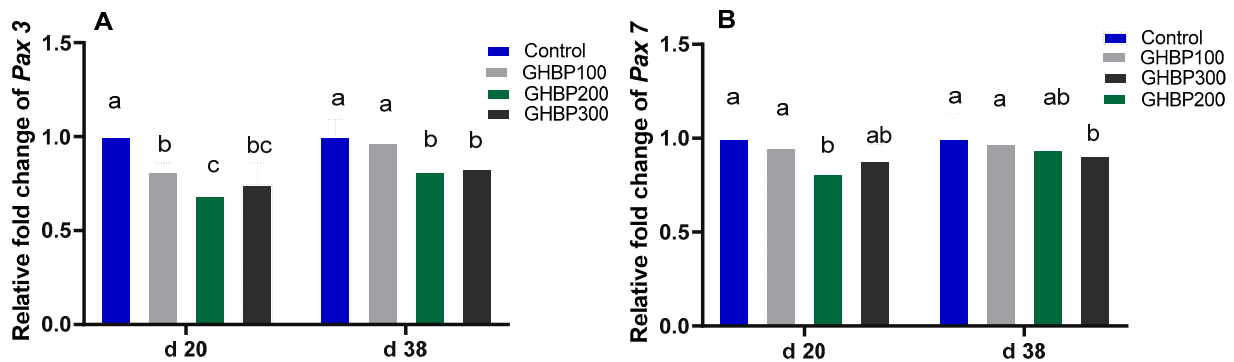 A
Relative fold change of Pax 3
1.5
1.0
0.5
0.0
Control
GHBP100
GHBP200
GHBP300
a
b
c
bc
a
a
b
b
d 20
d 38
B
Relative fold change of Pax 7
1.5
1.0
0.5
0.0
Control
GHBP100
GHBP300
GHBP200
a
a
b
ab
a
a
ab
b
d 20
d 38